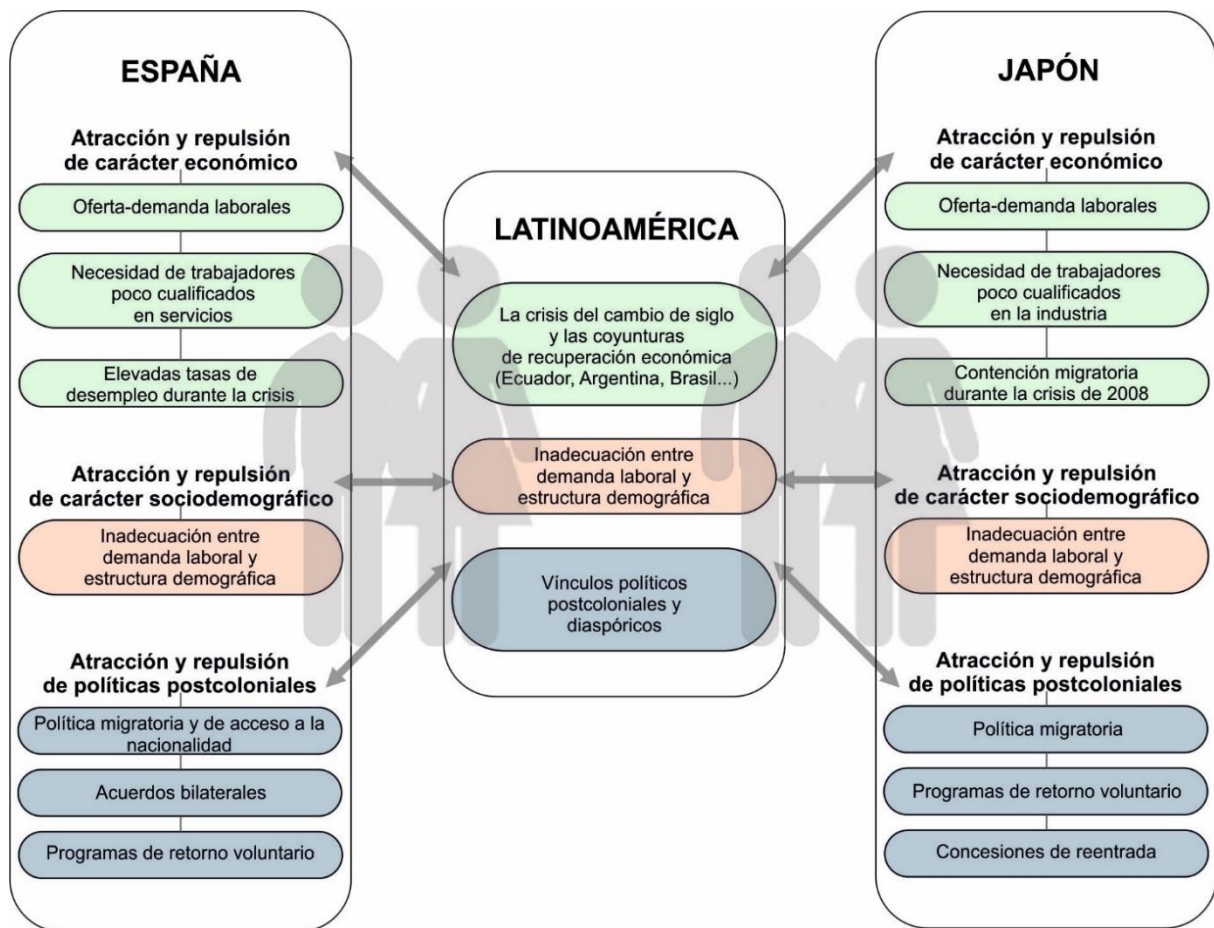 ESPAÑA
Atracción y repulsión
de carácter económico
Oferta-demanda laborales
Necesidad de trabajadores
poco cualificados
en servicios
Elevadas tasas de
desempleo durante la crisis
Atracción y repulsión
de carácter sociodemográfico
Inadecuación entre
demanda laboral y
estructura demográfica
Atracción y repulsión
de políticas postcoloniales
Política migratoria y de acceso a la
nacionalidad
Acuerdos bilaterales
Programas de retorno voluntario
LATINOAMÉRICA
La crisis del cambio de siglo
y las coyunturas
de recuperación económica
(Ecuador, Argentina, Brasil...)
Inadecuación entre
demanda laboral y
estructura demográfica
Vínculos políticos
postcoloniales y
diaspóricos
JAPÓN
Atracción y repulsión
de carácter económico
Oferta-demanda laborales
Necesidad de trabajadores
poco cualificados
en la industria
Contención migratoria
durante la crisis de 2008
Atracción y repulsión
de carácter sociodemográfico
Inadecuación entre
demanda laboral y
estructura demográfica
Atracción y repulsión
de políticas postcoloniales
Política migratoria
Programas de retorno voluntario
Concesiones de reentrada